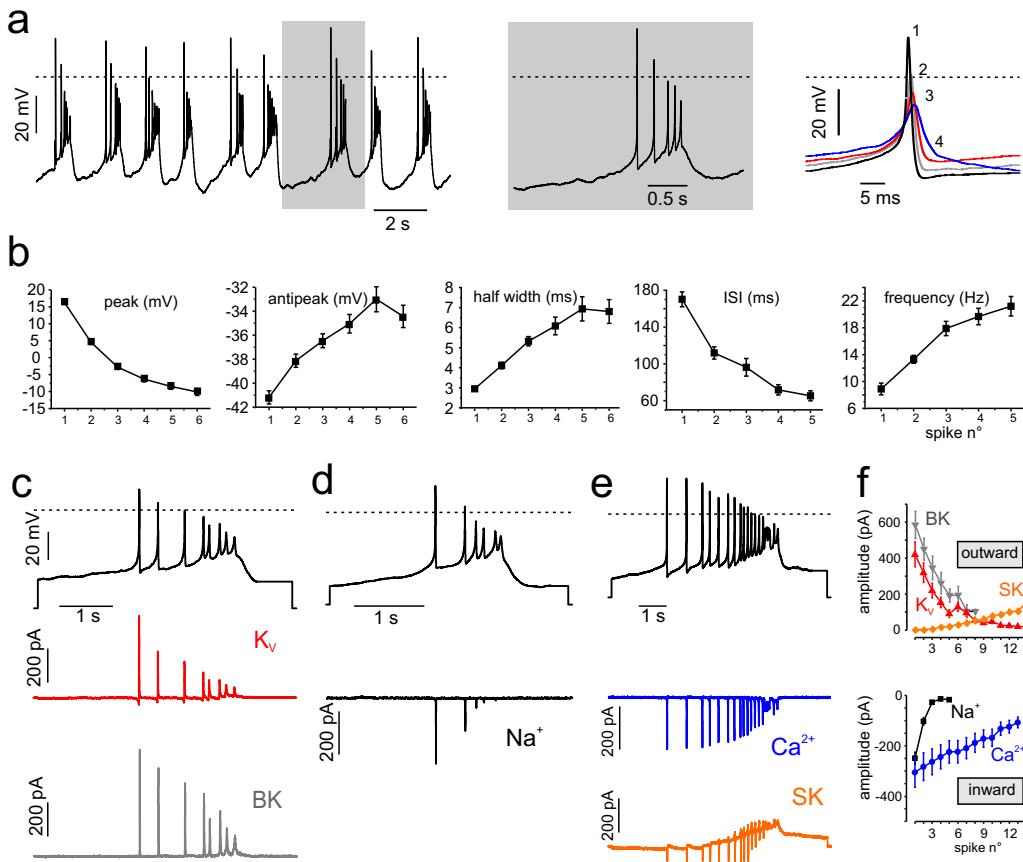 a
20 mV
2 s
0.5 s
20 mV
5 ms
1
2
3
4
b
peak (mV)
20
15
10
5
0
-5
-10
-15
1 2 3 4 5 6
antipeak (mV)
-32
-34
-36
-38
-40
-42
1 2 3 4 5 6
half width (ms)
8
7
6
5
4
3
2
1 2 3 4 5 6
ISI (ms)
180
140
100
60
1 2 3 4 5
frequency (Hz)
22
18
14
10
6
1 2 3 4 5
spike n°
c
20 mV
1 s
200 pA
Kv
200 pA
BK
d
1 s
200 pA
Na+
e
1 s
200 pA
Ca2+
200 pA
SK
f
amplitude (pA)
600
400
200
0
BK
outward
SK
Kv
3 6 9 12
amplitude (pA)
0
-200
-400
Na+
Ca2+
inward
3 6 9 12
spike n°